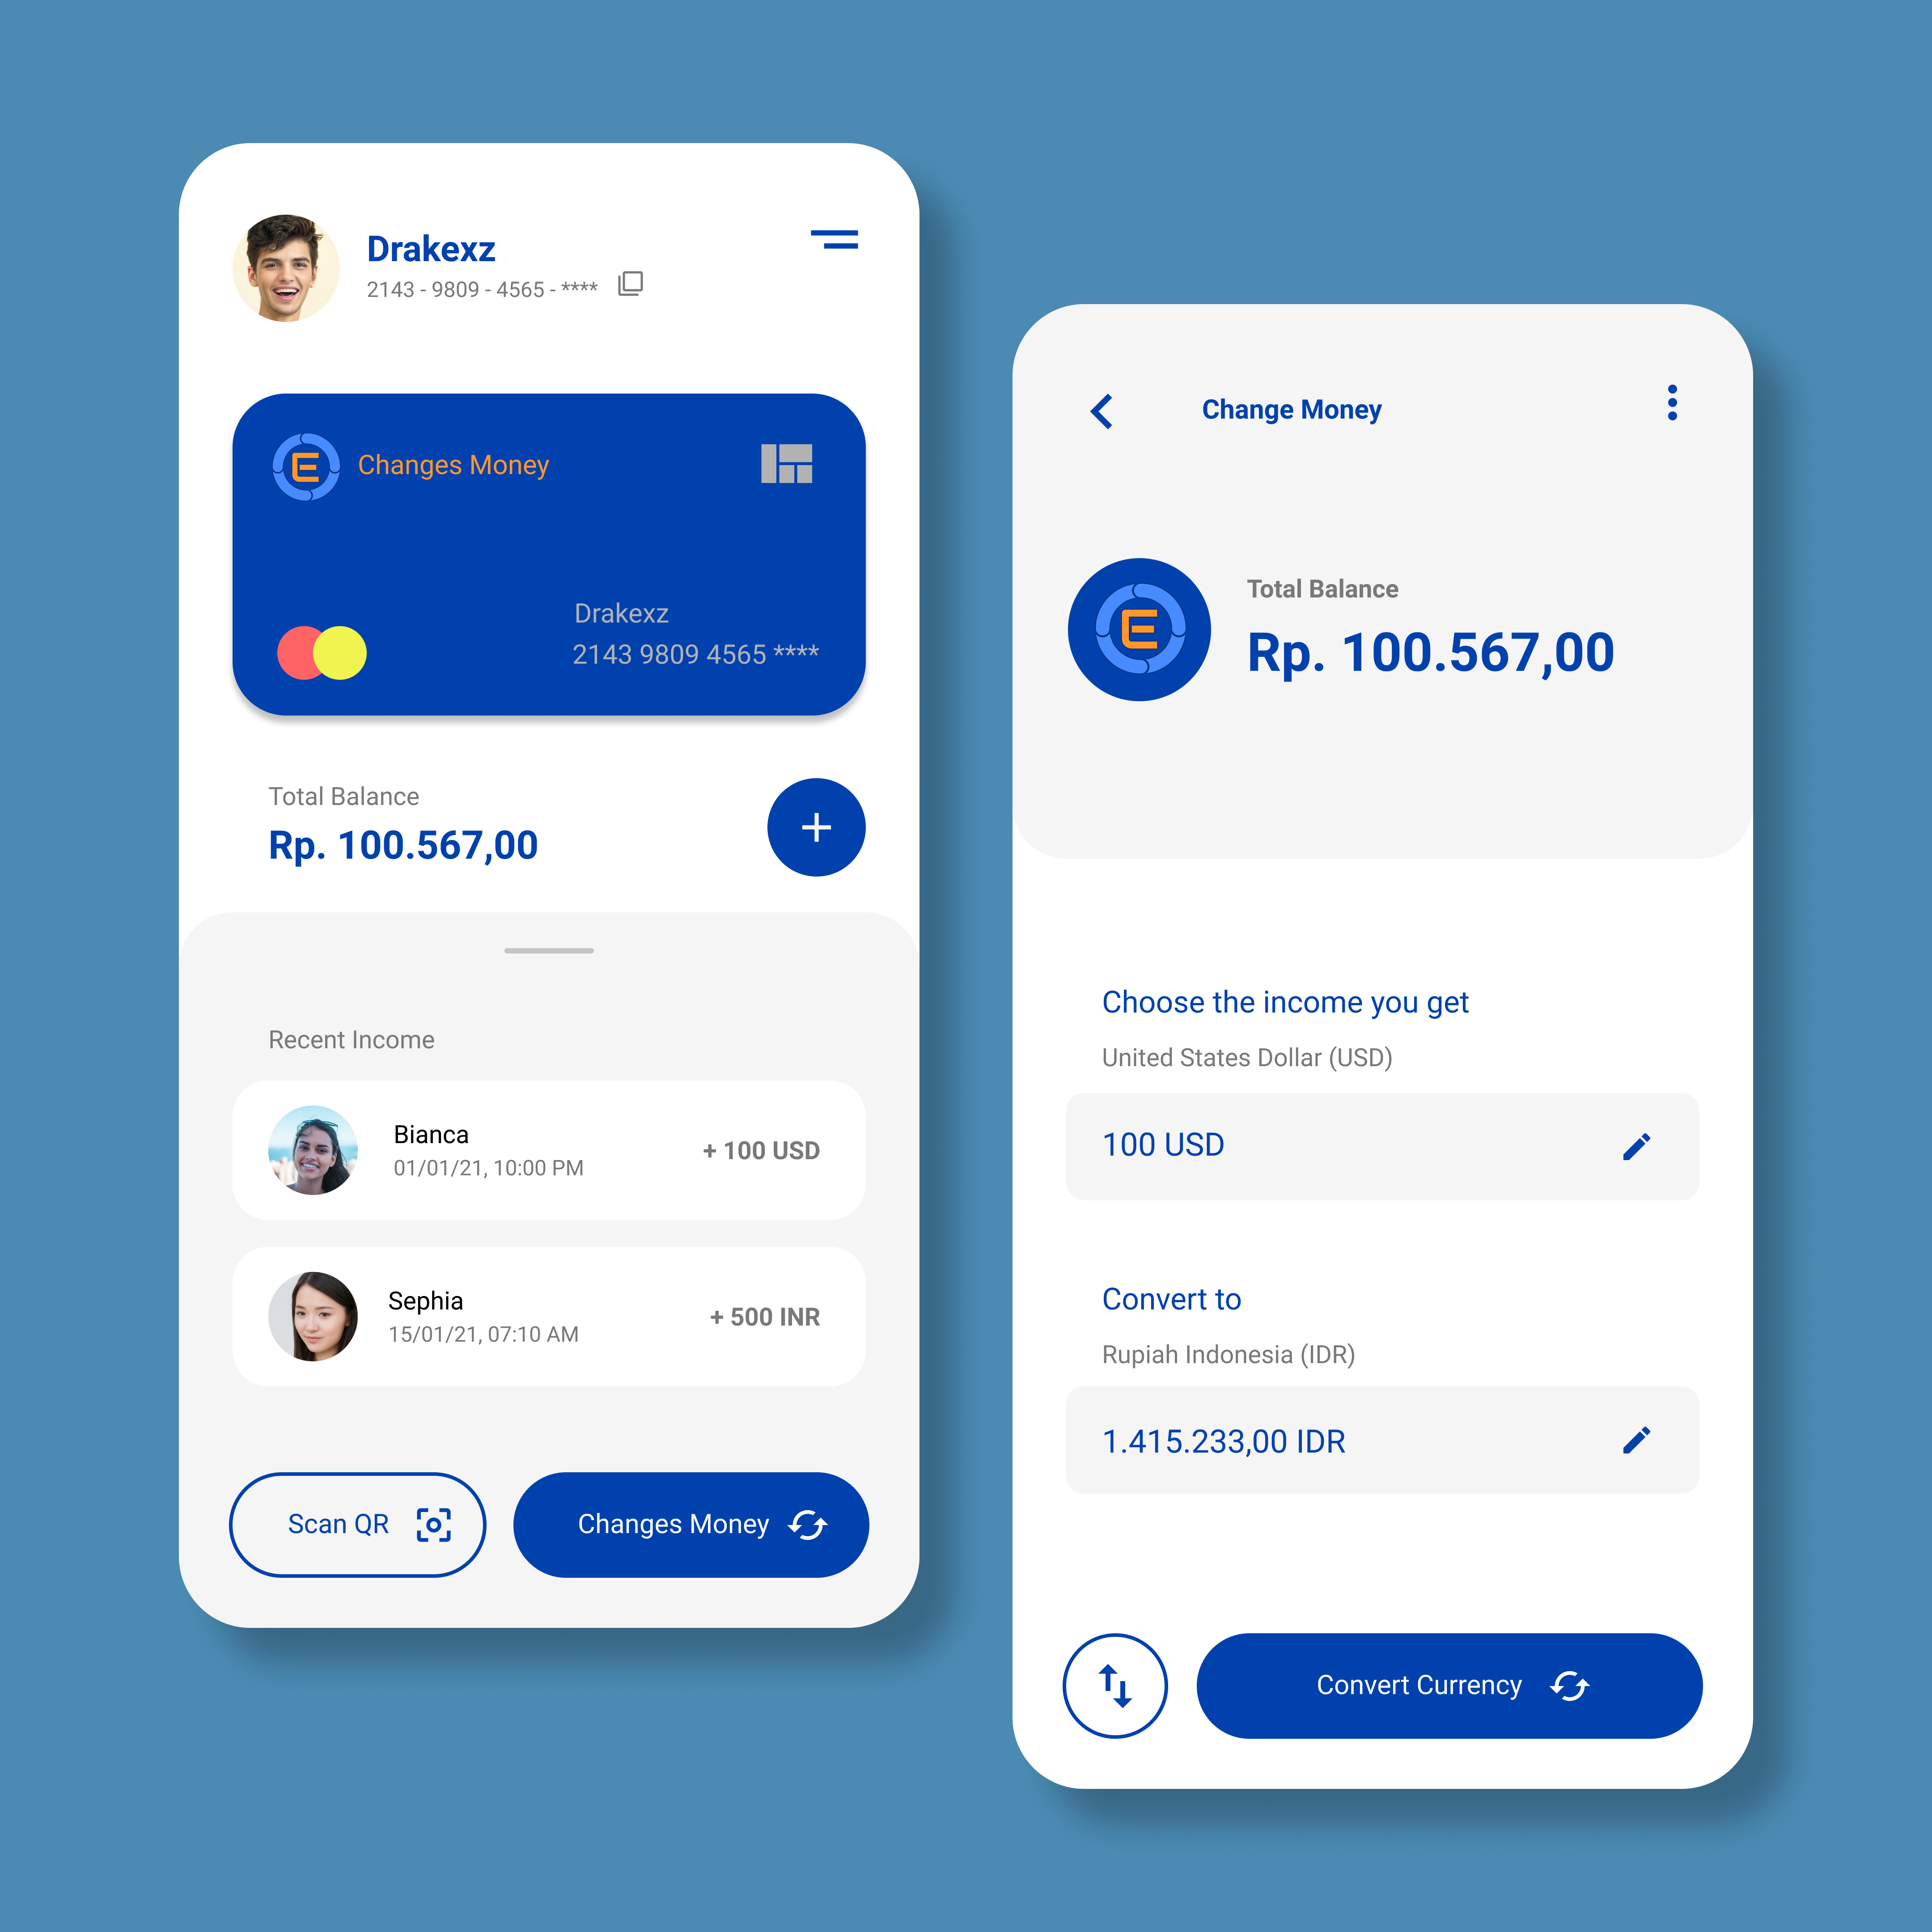 Drakexz
2143 - 9809 - 4565 - ****
E Changes Money
Drakexz
2143 9809 4565 ****
Total Balance
Rp. 100.567,00
Recent Income
Bianca
01/01/21, 10:00 PM
+ 100 USD
Sephia
15/01/21, 07:10 AM
+ 500 INR
Scan QR
Changes Money
Change Money
E
Total Balance
Rp. 100.567,00
Choose the income you get
United States Dollar (USD)
100 USD
Convert to
Rupiah Indonesia (IDR)
1.415.233,00 IDR
Convert Currency